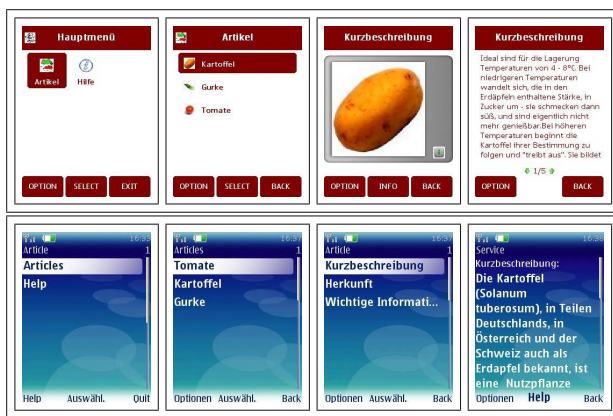 Hauptmenü
Artikel Hilfe
OPTION SELECT EXIT
Artikel
Kartoffel
Gurke
Tomate
OPTION SELECT BACK
Kurzbeschreibung
OPTION INFO BACK
Kurzbeschreibung
Ideal sind für die Lagerung
Temperaturen von 4 - 8ºC. Bei
niedrigeren Temperaturen
wandelt sich, die in den
Erdäpfeln enthaltene Stärke, in
Zucker um - sie schmecken dann
süß, und sind eigentlich nicht
mehr genießbar.Bei höheren
Temperaturen beginnt die
Kartoffel ihrer Bestimmung zu
folgen und "treibt aus". Sie bildet
1/5
OPTION BACK
16:35
Article 1
Articles
Help
Help Auswähl. Quit
16:37
Articles 1
Tomate
Kartoffel
Gurke
Optionen Auswähl. Back
Article 1
Kurzbeschreibung
Herkunft
Wichtige Informati...
Optionen Auswähl. Back
Service
Kurzbeschreibung:
Die Kartoffel
(Solanum
tuberosum), in Teilen
Deutschlands, in
Österreich und der
Schweiz auch als
Erdapfel bekannt, ist
eine Nutzpflanze
Optionen Help Back